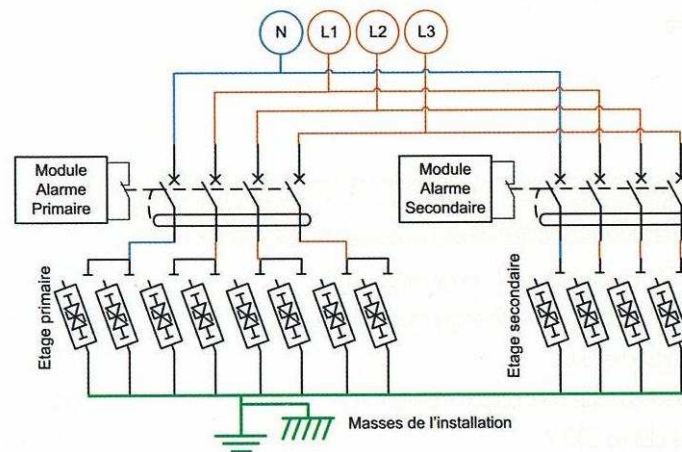 N L1 L2 L3
Module
Alarme
Primaire
Module
Alarme
Secondaire
Etage primaire
Etage secondaire
Masses de l'installation